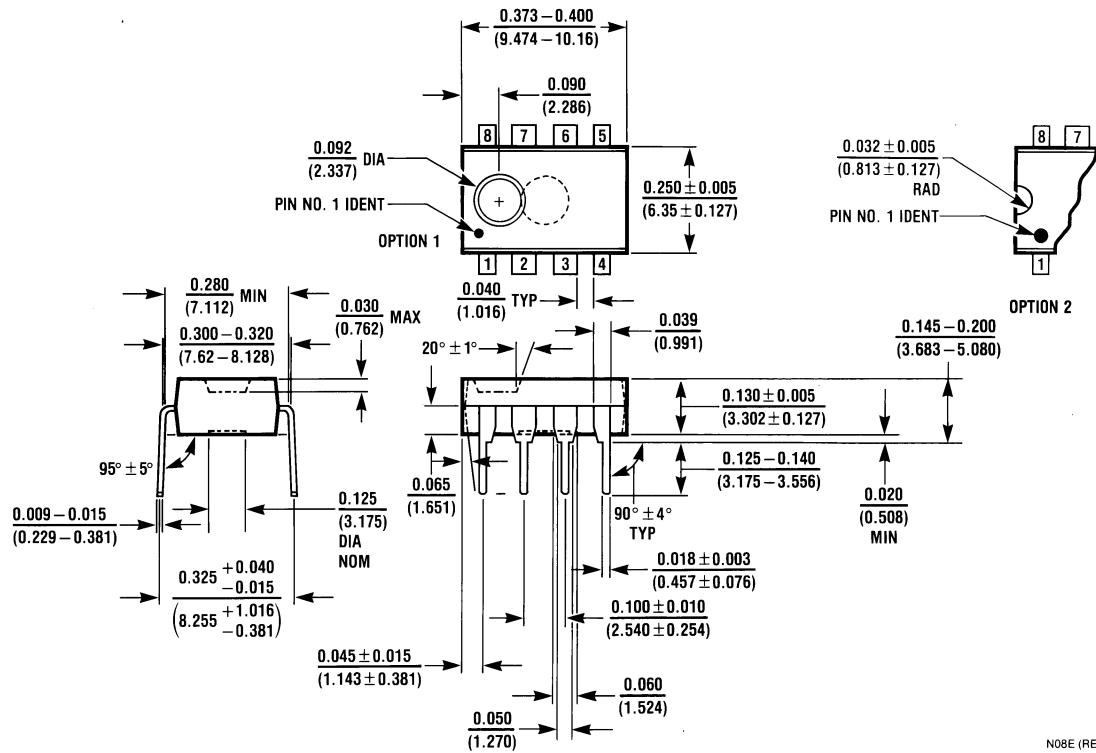 0.373 – 0.400
(9.474 – 10.16)
0.090
(2.286)
8 7 6 5
0.092 DIA
(2.337)
PIN NO. 1 IDENT
OPTION 1
0.250 ± 0.005
(6.35 ± 0.127)
1 2 3 4
8 7
0.032 ± 0.005
(0.813 ± 0.127)
RAD
PIN NO. 1 IDENT
1
OPTION 2
0.280 MIN
(7.112)
0.030 MAX
(0.762)
0.300 – 0.320
(7.62 – 8.128)
0.040 TYP
(1.016)
0.039
(0.991)
0.145 – 0.200
(3.683 – 5.080)
20° ± 1°
0.130 ± 0.005
(3.302 ± 0.127)
95° ± 5°
0.065
(1.651)
0.125 – 0.140
(3.175 – 3.556)
90° ± 4°
TYP
0.020
(0.508)
MIN
0.009 – 0.015
(0.229 – 0.381)
0.125
(3.175)
DIA
NOM
0.018 ± 0.003
(0.457 ± 0.076)
0.325 +0.040
−0.015
(8.255 +1.016
−0.381)
0.100 ± 0.010
(2.540 ± 0.254)
0.045 ± 0.015
(1.143 ± 0.381)
0.060
(1.524)
0.050
(1.270)
N08E (RE